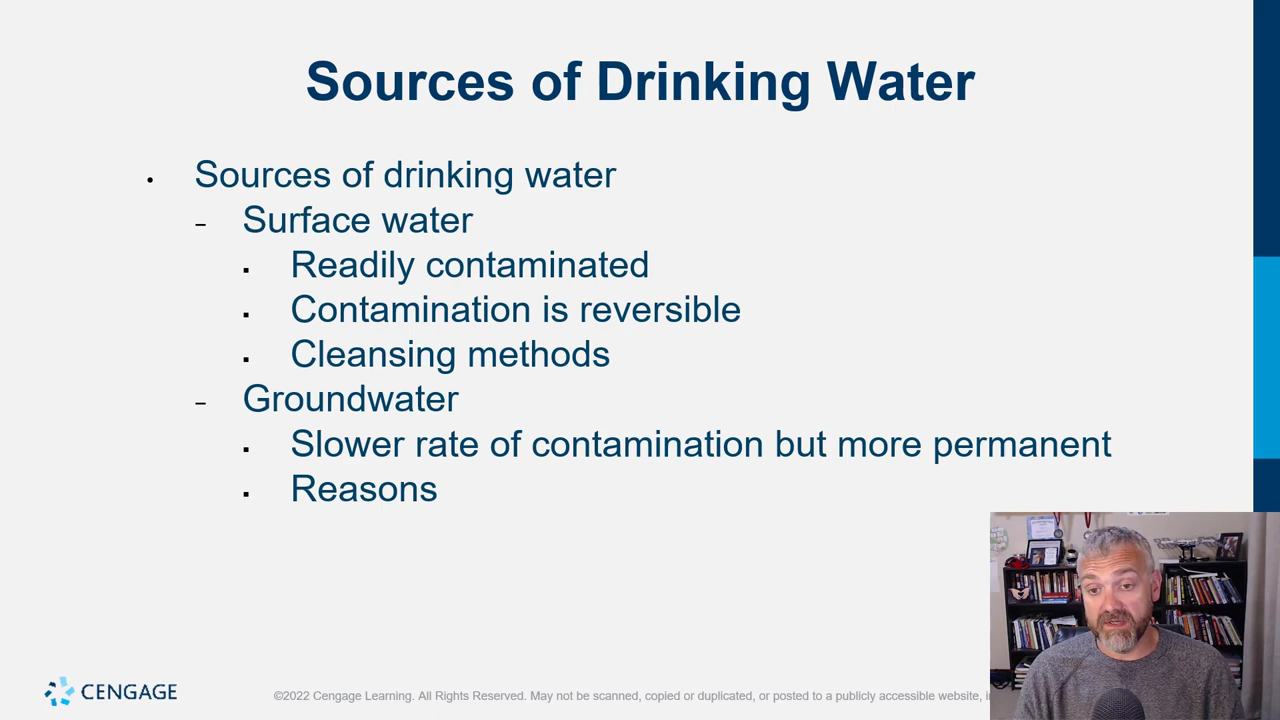 Sources of Drinking Water
• Sources of drinking water
– Surface water
▪ Readily contaminated
▪ Contamination is reversible
▪ Cleansing methods
– Groundwater
▪ Slower rate of contamination but more permanent
▪ Reasons
CENGAGE
©2022 Cengage Learning. All Rights Reserved. May not be scanned, copied or duplicated, or posted to a publicly accessible website,